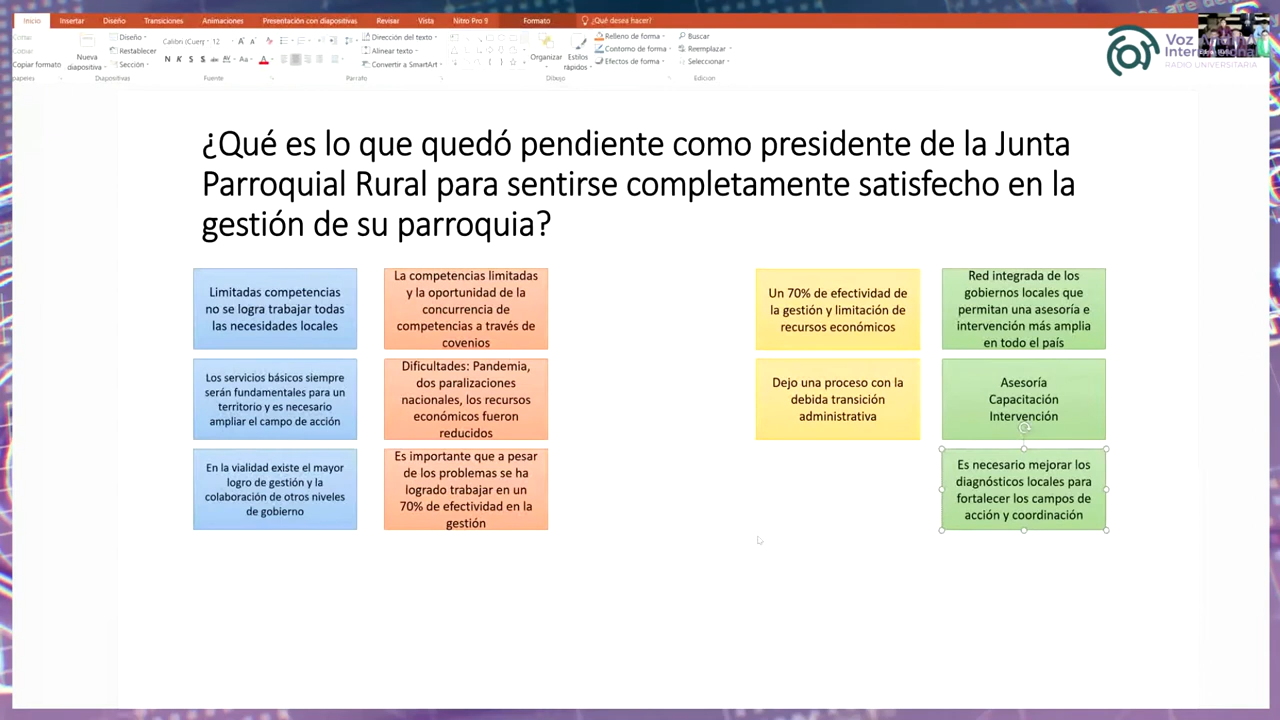 Inicio Insertar Diseño Transiciones Animaciones Presentación con diapositivas Revisar Vista Nitro Pro 9 Formato ¿Qué desea hacer?
Cortar
Copiar
Copiar formato
Nueva
diapositiva
Diseño
Restablecer
Sección
Diapositivas
Calibri (Cuerp 12
N K S
Fuente
Dirección del texto
Alinear texto
Convertir a SmartArt
Párrafo
Organizar
Estilos
rápidos
Relleno de forma
Contorno de forma
Efectos de forma
Dibujo
Buscar
Reemplazar
Seleccionar
Edición
Voz
RADIO UNIVERSITARIA
¿Qué es lo que quedó pendiente como presidente de la Junta
Parroquial Rural para sentirse completamente satisfecho en la
gestión de su parroquia?
Limitadas competencias
no se logra trabajar todas
las necesidades locales
Los servicios básicos siempre
serán fundamentales para un
territorio y es necesario
ampliar el campo de acción
En la vialidad existe el mayor
logro de gestión y la
colaboración de otros niveles
de gobierno
La competencias limitadas
y la oportunidad de la
concurrencia de
competencias a través de
covenios
Dificultades: Pandemia,
dos paralizaciones
nacionales, los recursos
económicos fueron
reducidos
Es importante que a pesar
de los problemas se ha
logrado trabajar en un
70% de efectividad en la
gestión
Un 70% de efectividad de
la gestión y limitación de
recursos económicos
Dejo una proceso con la
debida transición
administrativa
Red integrada de los
gobiernos locales que
permitan una asesoría e
intervención más amplia
en todo el país
Asesoría
Capacitación
Intervención
Es necesario mejorar los
diagnósticos locales para
fortalecer los campos de
acción y coordinación